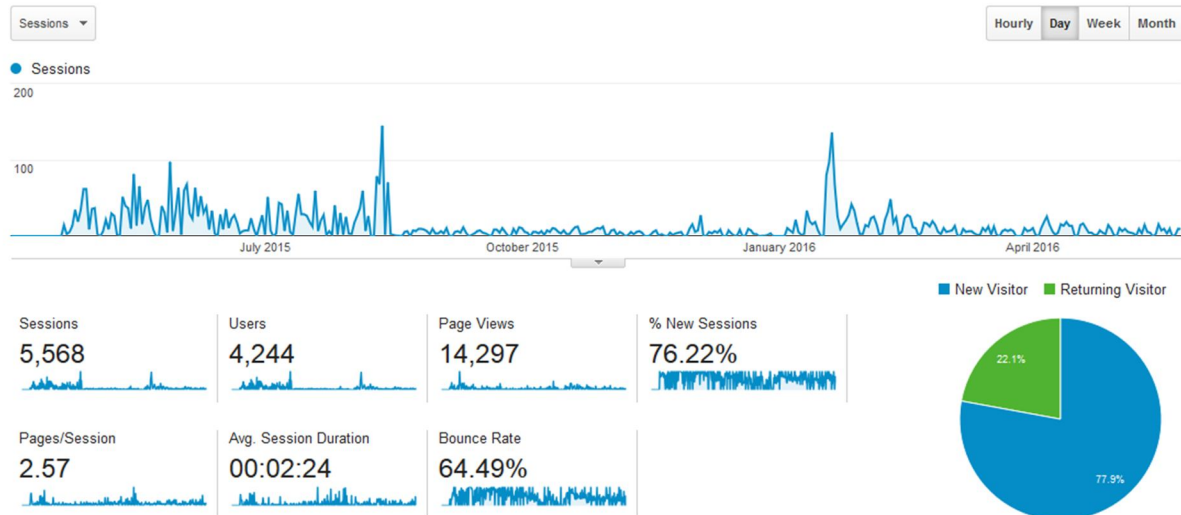 Sessions
Hourly Day Week Month
Sessions
200
100
July 2015 October 2015 January 2016 April 2016
New Visitor Returning Visitor
Sessions Users Page Views % New Sessions
5,568 4,244 14,297 76.22%
22.1%
Pages/Session Avg. Session Duration Bounce Rate
2.57 00:02:24 64.49%
77.9%